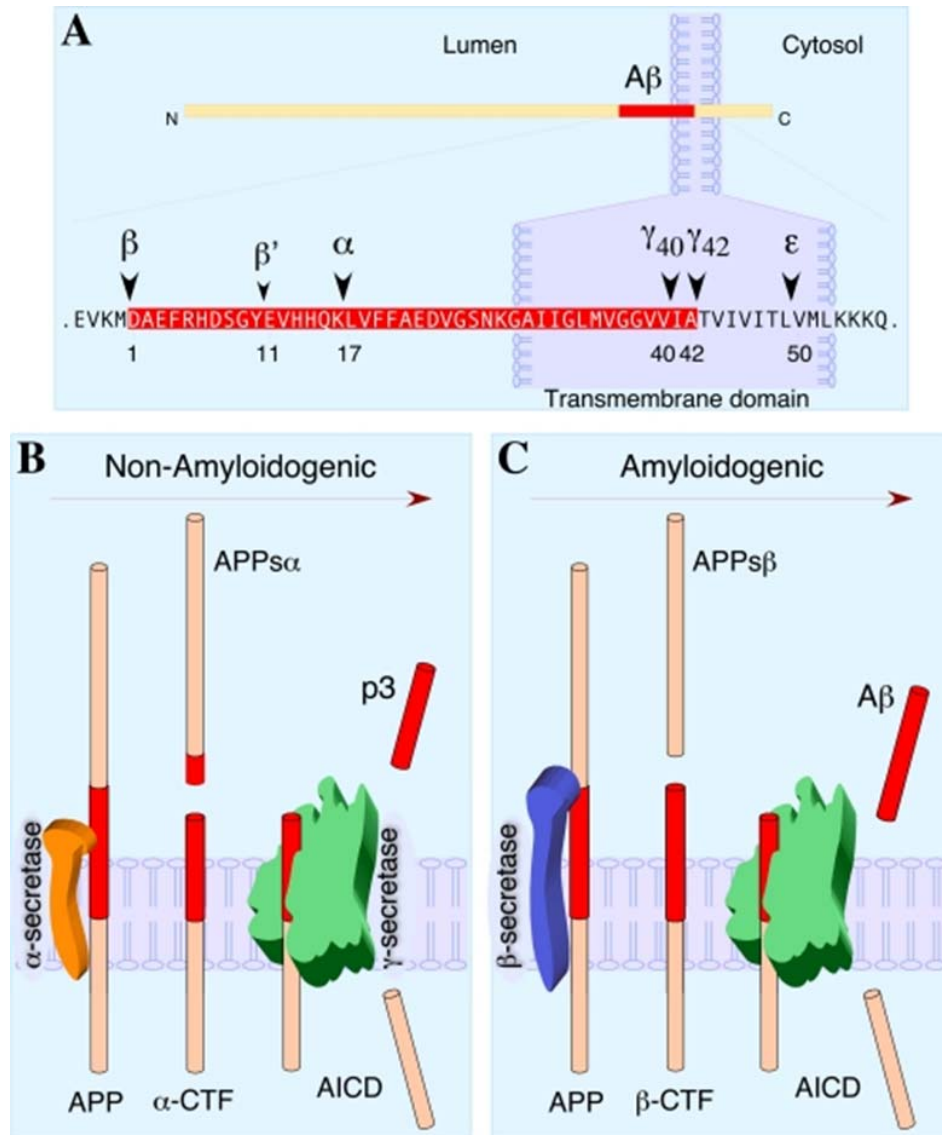 A
Lumen Cytosol
Aβ
N C
β β’ α γ40 γ42 ε
.EVKMDAEFRHDSGYEVHHQKLVFFAEDVGSNKGAIIGLMVGGVVIATVIVITLVMLKKKQ.
1 11 17 40 42 50
Transmembrane domain
B
Non-Amyloidogenic
APPsα
p3
α-secretase
γ-secretase
APP α-CTF AICD
C
Amyloidogenic
APPsβ
Aβ
β-secretase
APP β-CTF AICD